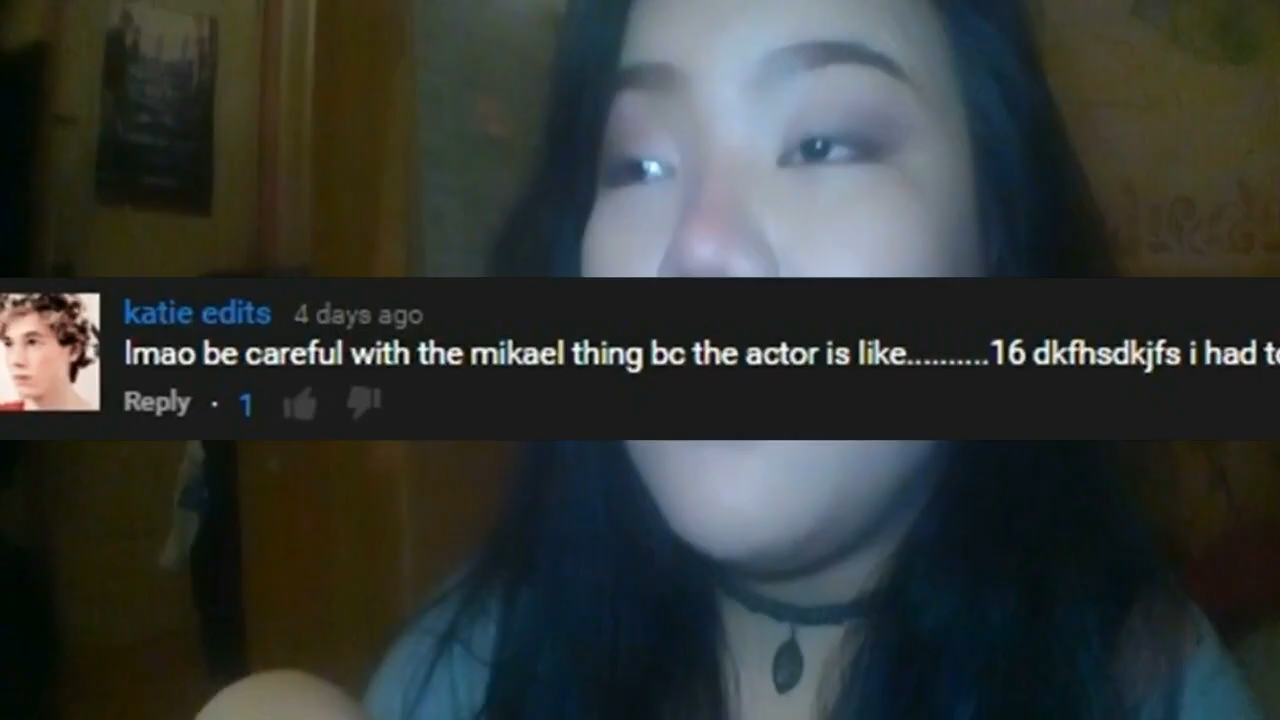 katie edits 4 days ago
lmao be careful with the mikael thing bc the actor is like..........16 dkfhsdkjfs i had to
Reply · 1